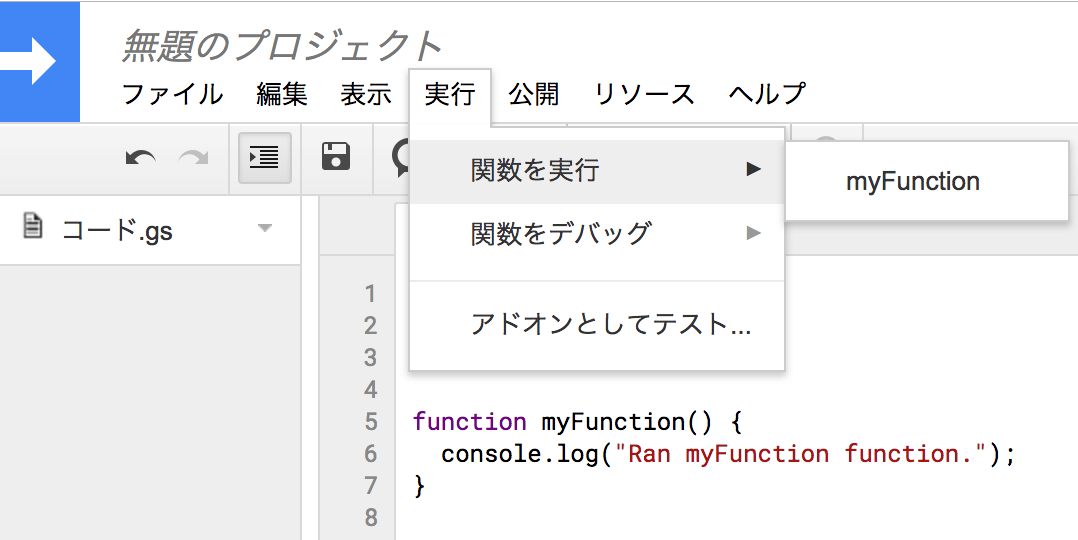 無題のプロジェクト
ファイル 編集 表示 実行 公開 リソース ヘルプ
関数を実行 ▶
myFunction
関数をデバッグ ▶
アドオンとしてテスト...
コード.gs
1
2
3
4
5 function myFunction() {
6 console.log("Ran myFunction function.");
7 }
8